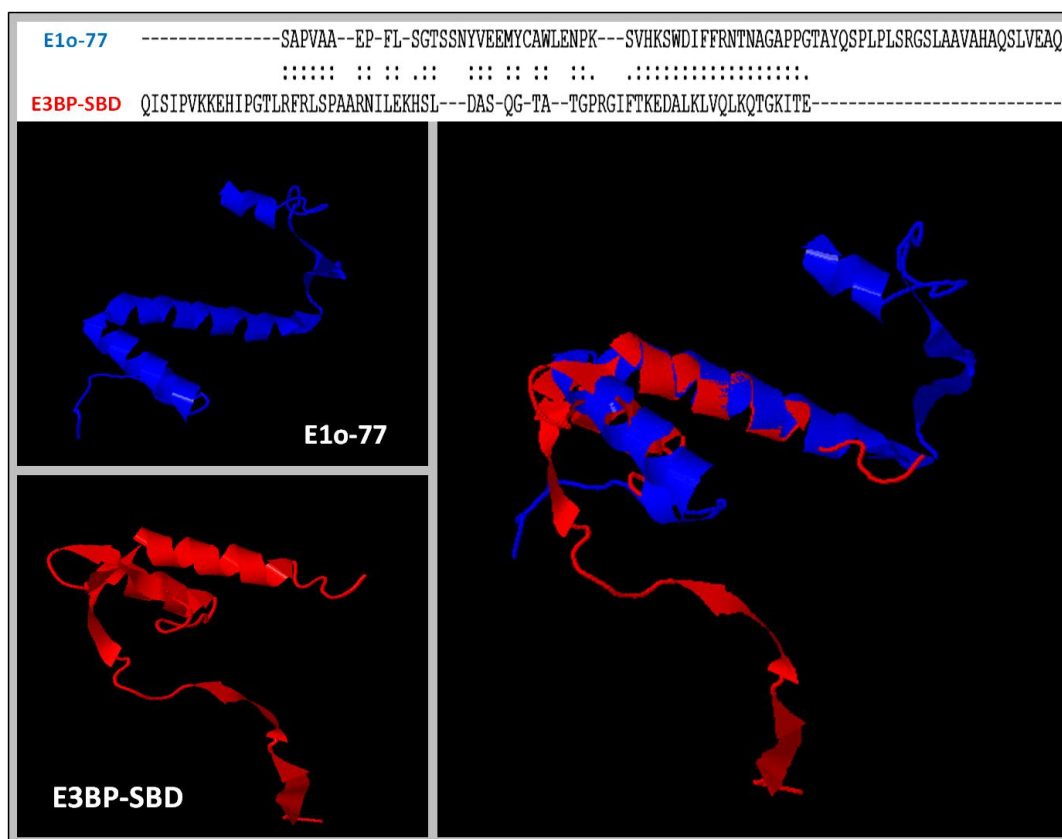 E1o-77 ---------------SAPVAA--EP-FL-SGTSSNYVEEMYCAWLENPK---SVHKSWDIFFRNTNAGAPPGTAYQSPLPLSRGSLAAVAHAQSLVEAQ
:::::: :: :: .:: ::: :: :: ::. .:::::::::::::::::::.
E3BP-SBD QISIPVKKEHIPGTLRFRLSPAARNILEKHSL---DAS-QG-TA--TGPRGIFTKEDALKLVQLKQTGKITE---------------------------
E1o-77
E3BP-SBD